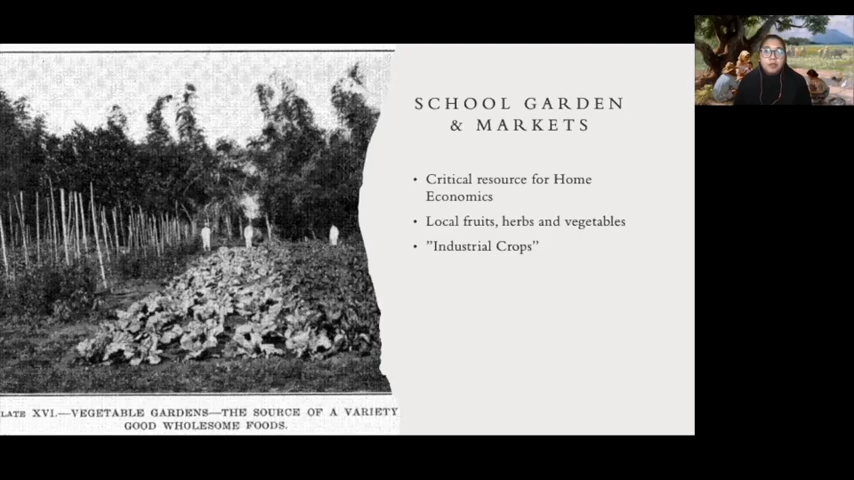 SCHOOL GARDEN
& MARKETS
• Critical resource for Home
Economics
• Local fruits, herbs and vegetables
• ”Industrial Crops”
LATE XVI.—VEGETABLE GARDENS—THE SOURCE OF A VARIETY
GOOD WHOLESOME FOODS.